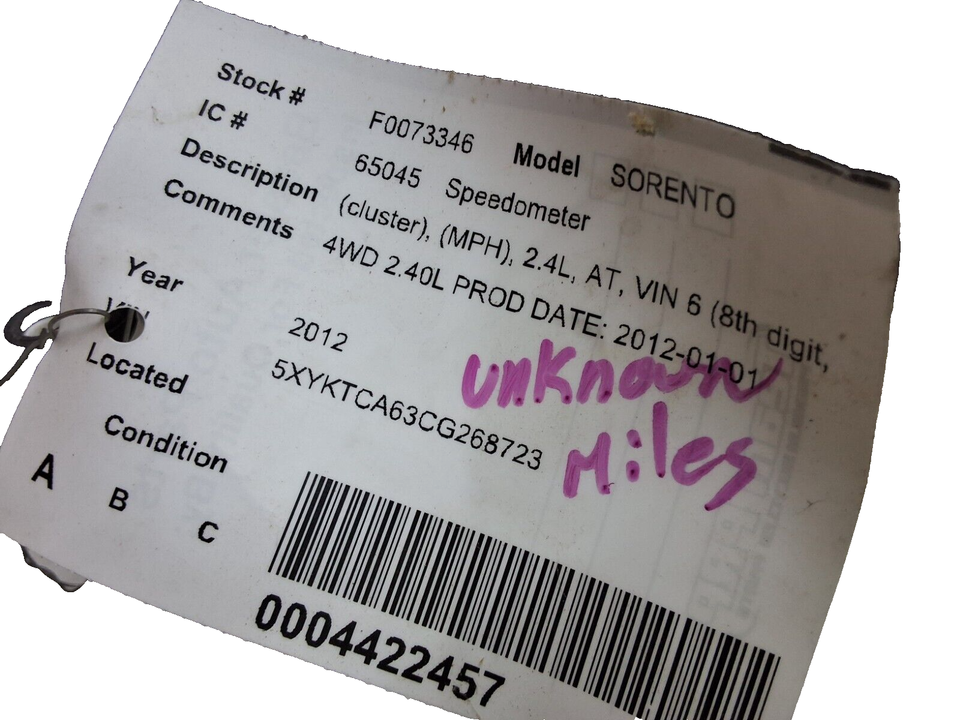 Stock # F0073346 Model SORENTO
IC # 65045 Speedometer
Description (cluster), (MPH), 2.4L, AT, VIN 6 (8th digit,
Comments 4WD 2.40L PROD DATE: 2012-01-01
unknown
Miles
Year 2012
VIN 5XYKTCA63CG268723
Located
Condition
A B C
0004422457